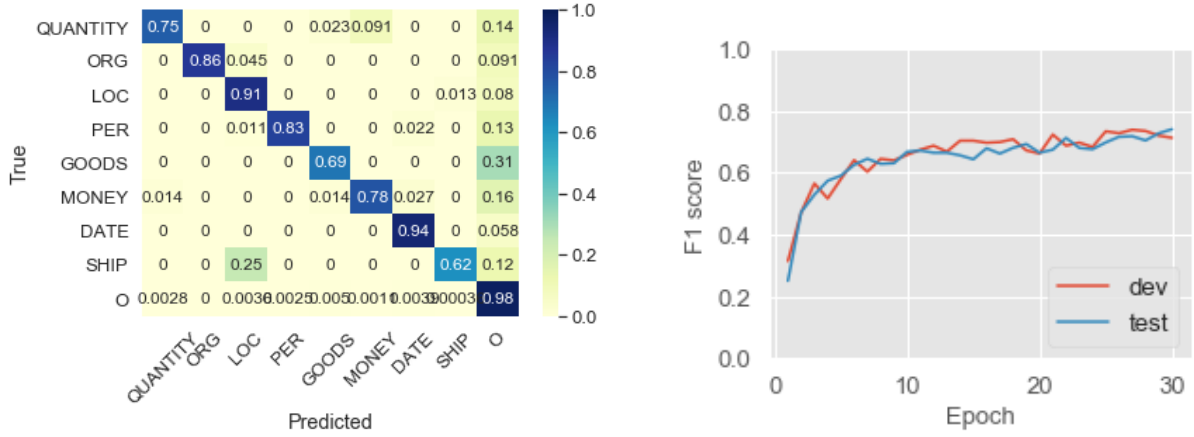 QUANTITY 0.75 0 0 0 0.023 0.091 0 0 0.14
ORG 0 0.86 0.045 0 0 0 0 0 0.091
LOC 0 0 0.91 0 0 0 0 0.013 0.08
PER 0 0 0.011 0.83 0 0 0.022 0 0.13
GOODS 0 0 0 0 0.69 0 0 0 0.31
MONEY 0.014 0 0 0 0.014 0.78 0.027 0 0.16
DATE 0 0 0 0 0 0 0.94 0 0.058
SHIP 0 0 0.25 0 0 0 0 0.62 0.12
O 0.0028 0 0.0036 0.0025 0.005 0.0011 0.0039 0.98
QUANTITY ORG LOC PER GOODS MONEY DATE SHIP O
Predicted
True
1.0
0.8
0.6
0.4
0.2
0.0
1.0
0.8
0.6
0.4
0.2
0.0
F1 score
dev
test
0 10 20 30
Epoch